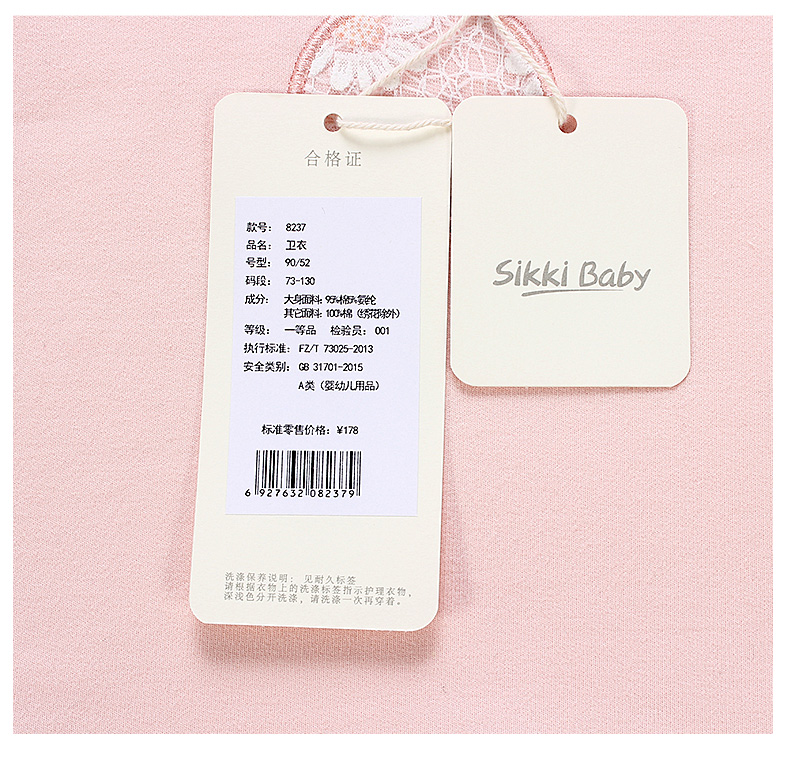 合格证
款号： 8237
品名： 卫衣
号型： 90/52
码段： 73-130
成分： 大身面料：95%棉5%氨纶
其它面料：100%棉（绣花除外）
等级： 一等品 检验员： 001
执行标准： FZ/T 73025-2013
安全类别： GB 31701-2015
A类（婴幼儿用品）
标准零售价格：¥178
6 927632 082379
洗涤保养说明： 见耐久标签
请根据衣物上的洗涤标签指示护理衣物，
深浅色分开洗涤，请洗涤一次再穿着。
Sikki Baby